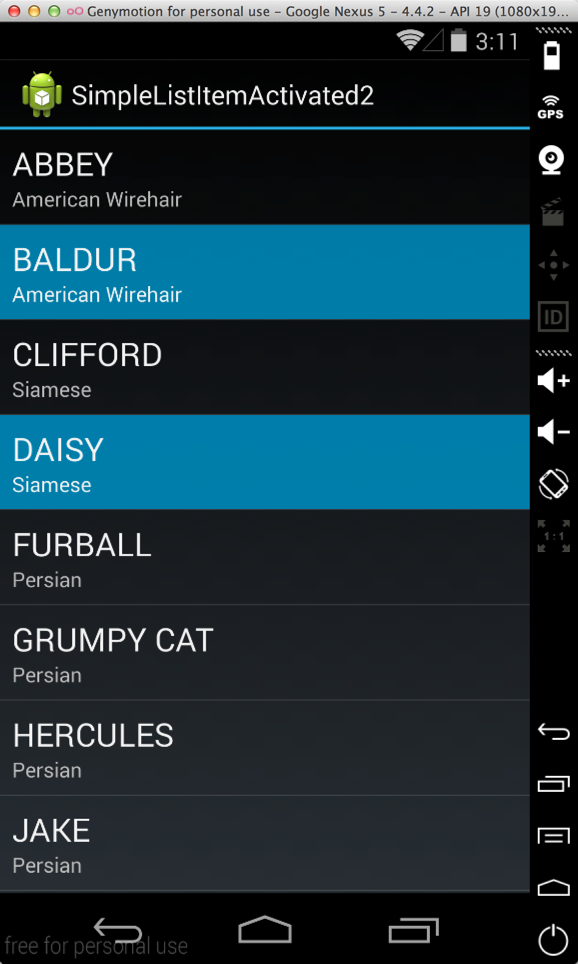 Genymotion for personal use – Google Nexus 5 – 4.4.2 – API 19 (1080x19...
3:11
GPS
SimpleListItemActivated2
ABBEY
American Wirehair
BALDUR
American Wirehair
ID
CLIFFORD
Siamese
DAISY
Siamese
FURBALL
1:1
Persian
GRUMPY CAT
Persian
HERCULES
Persian
JAKE
Persian
free for personal use